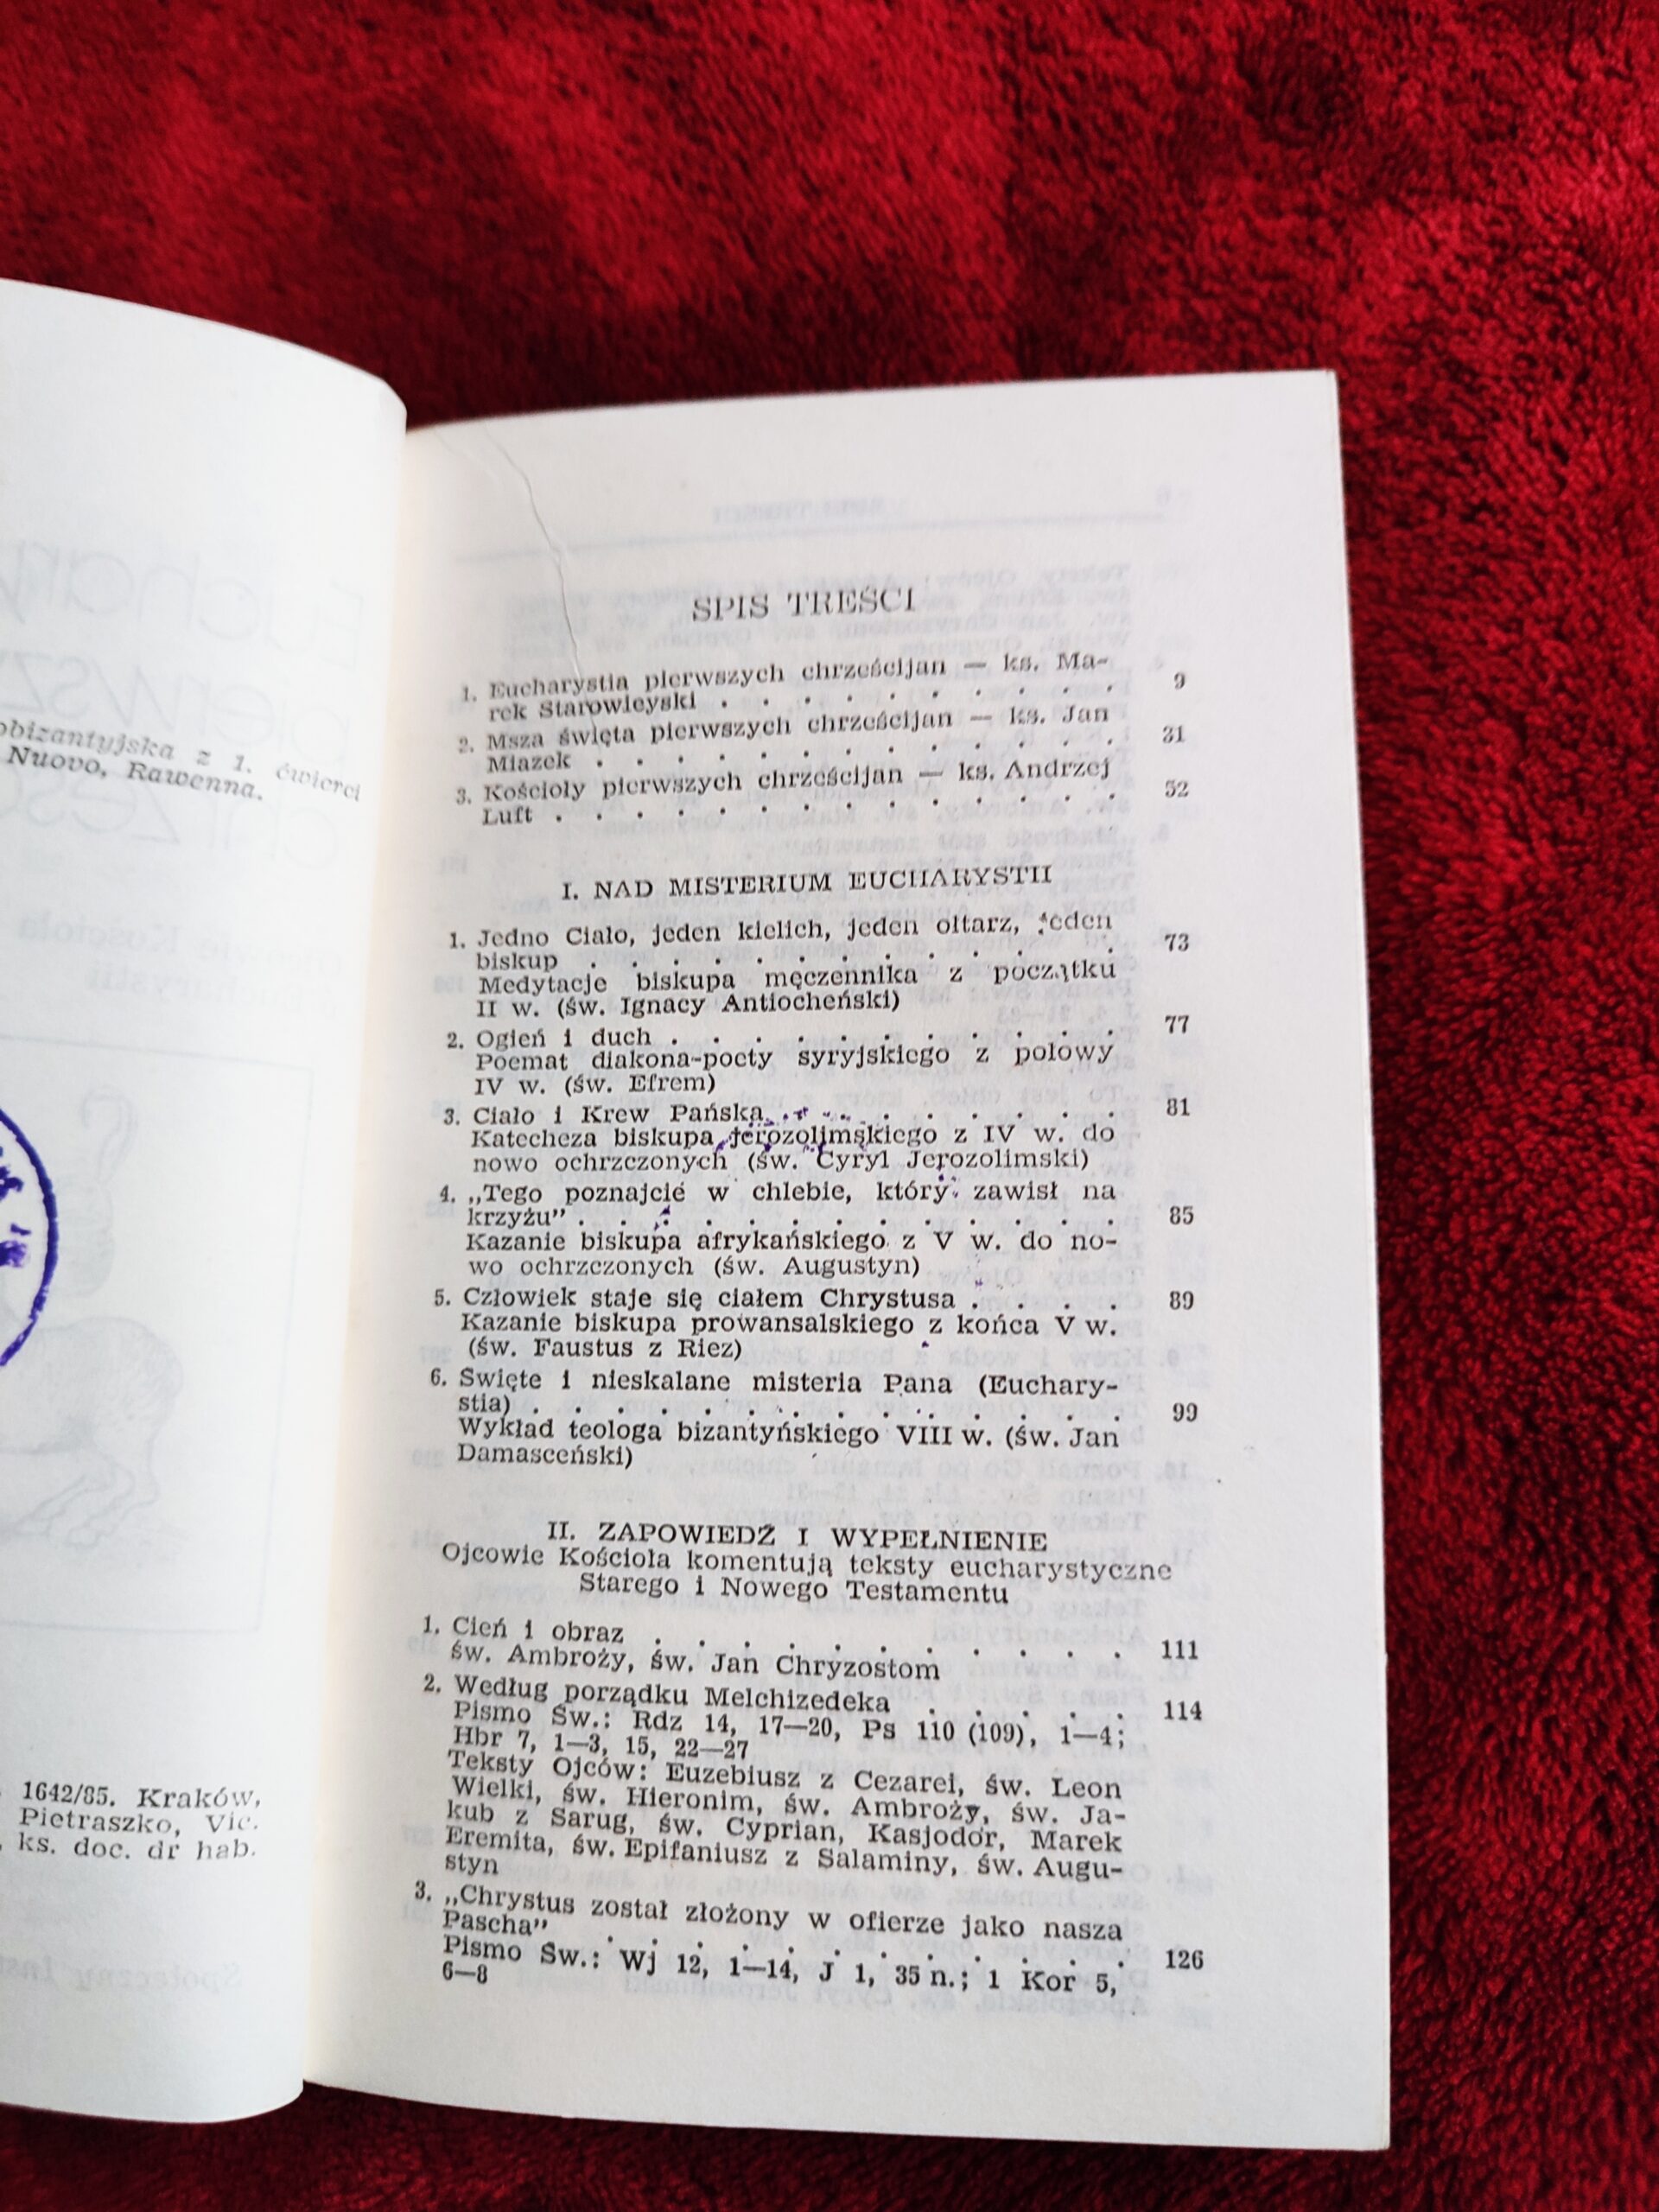 obizantyjska z 1. ćwierci
Nuovo, Rawenna.
1642/85. Kraków,
Pietraszko, Vic.
ks. doc. dr hab.
SPIS TREŚCI
1. Eucharystia pierwszych chrześcijan — ks. Ma-
rek Starowieyski . . . . . . . . . . 9
2. Msza święta pierwszych chrześcijan — ks. Jan
Miazek . . . . . . . . . . . . . 31
3. Kościoły pierwszych chrześcijan — ks. Andrzej
Luft . . . . . . . . . . . . . . 52
I. NAD MISTERIUM EUCHARYSTII
1. Jedno Ciało, jeden kielich, jeden ołtarz, jeden
biskup . . . . . . . . . . . . . 73
Medytacje biskupa męczennika z początku
II w. (św. Ignacy Antiocheński)
2. Ogień i duch . . . . . . . . . . . 77
Poemat diakona-poety syryjskiego z połowy
IV w. (św. Efrem)
3. Ciało i Krew Pańska . . . . . . . . . 81
Katecheza biskupa jerozolimskiego z IV w. do
nowo ochrzczonych (św. Cyryl Jerozolimski)
4. „Tego poznajcie w chlebie, który zawisł na
krzyżu” . . . . . . . . . . . . . 85
Kazanie biskupa afrykańskiego z V w. do no-
wo ochrzczonych (św. Augustyn)
5. Człowiek staje się ciałem Chrystusa . . . . 89
Kazanie biskupa prowansalskiego z końca V w.
(św. Faustus z Riez)
6. Święte i nieskalane misteria Pana (Euchary-
stia) . . . . . . . . . . . . . . 99
Wykład teologa bizantyńskiego VIII w. (św. Jan
Damasceński)
II. ZAPOWIEDŹ I WYPEŁNIENIE
Ojcowie Kościoła komentują teksty eucharystyczne
Starego i Nowego Testamentu
1. Cień i obraz . . . . . . . . . . . 111
św. Ambroży, św. Jan Chryzostom
2. Według porządku Melchizedeka . . . . . 114
Pismo Św.: Rdz 14, 17—20, Ps 110 (109), 1—4;
Hbr 7, 1—3, 15, 22—27
Teksty Ojców: Euzebiusz z Cezarei, św. Leon
Wielki, św. Hieronim, św. Ambroży, św. Ja-
kub z Sarug, św. Cyprian, Kasjodor, Marek
Eremita, św. Epifaniusz z Salaminy, św. Augu-
styn
3. „Chrystus został złożony w ofierze jako nasza
Pascha” . . . . . . . . . . . . . 126
Pismo Św.: Wj 12, 1—14, J 1, 35 n.; 1 Kor 5,
6—8